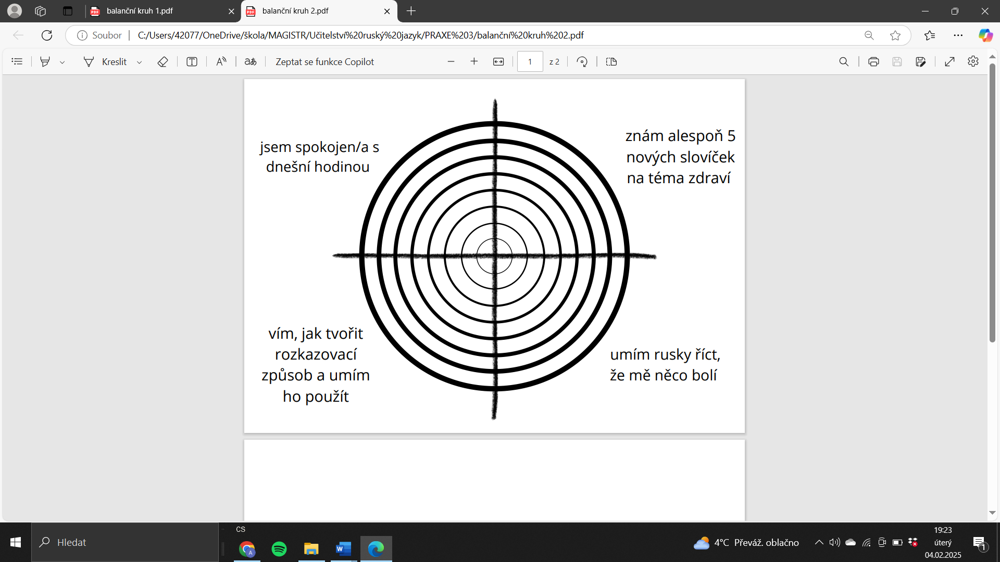 balanční kruh 1.pdf
balanční kruh 2.pdf
Soubor
C:/Users/42077/OneDrive/škola/MAGISTR/Učitelství%20ruský%20jazyk/PRAXE%203/balanční%20kruh%202.pdf
Kreslit
aあ
Zeptat se funkce Copilot
1
z 2
jsem spokojen/a s
dnešní hodinou
znám alespoň 5
nových slovíček
na téma zdraví
vím, jak tvořit
rozkazovací
způsob a umím
ho použít
umím rusky říct,
že mě něco bolí
Hledat
CS
4°C Převáž. oblačno
19:23
úterý
04.02.2025
1